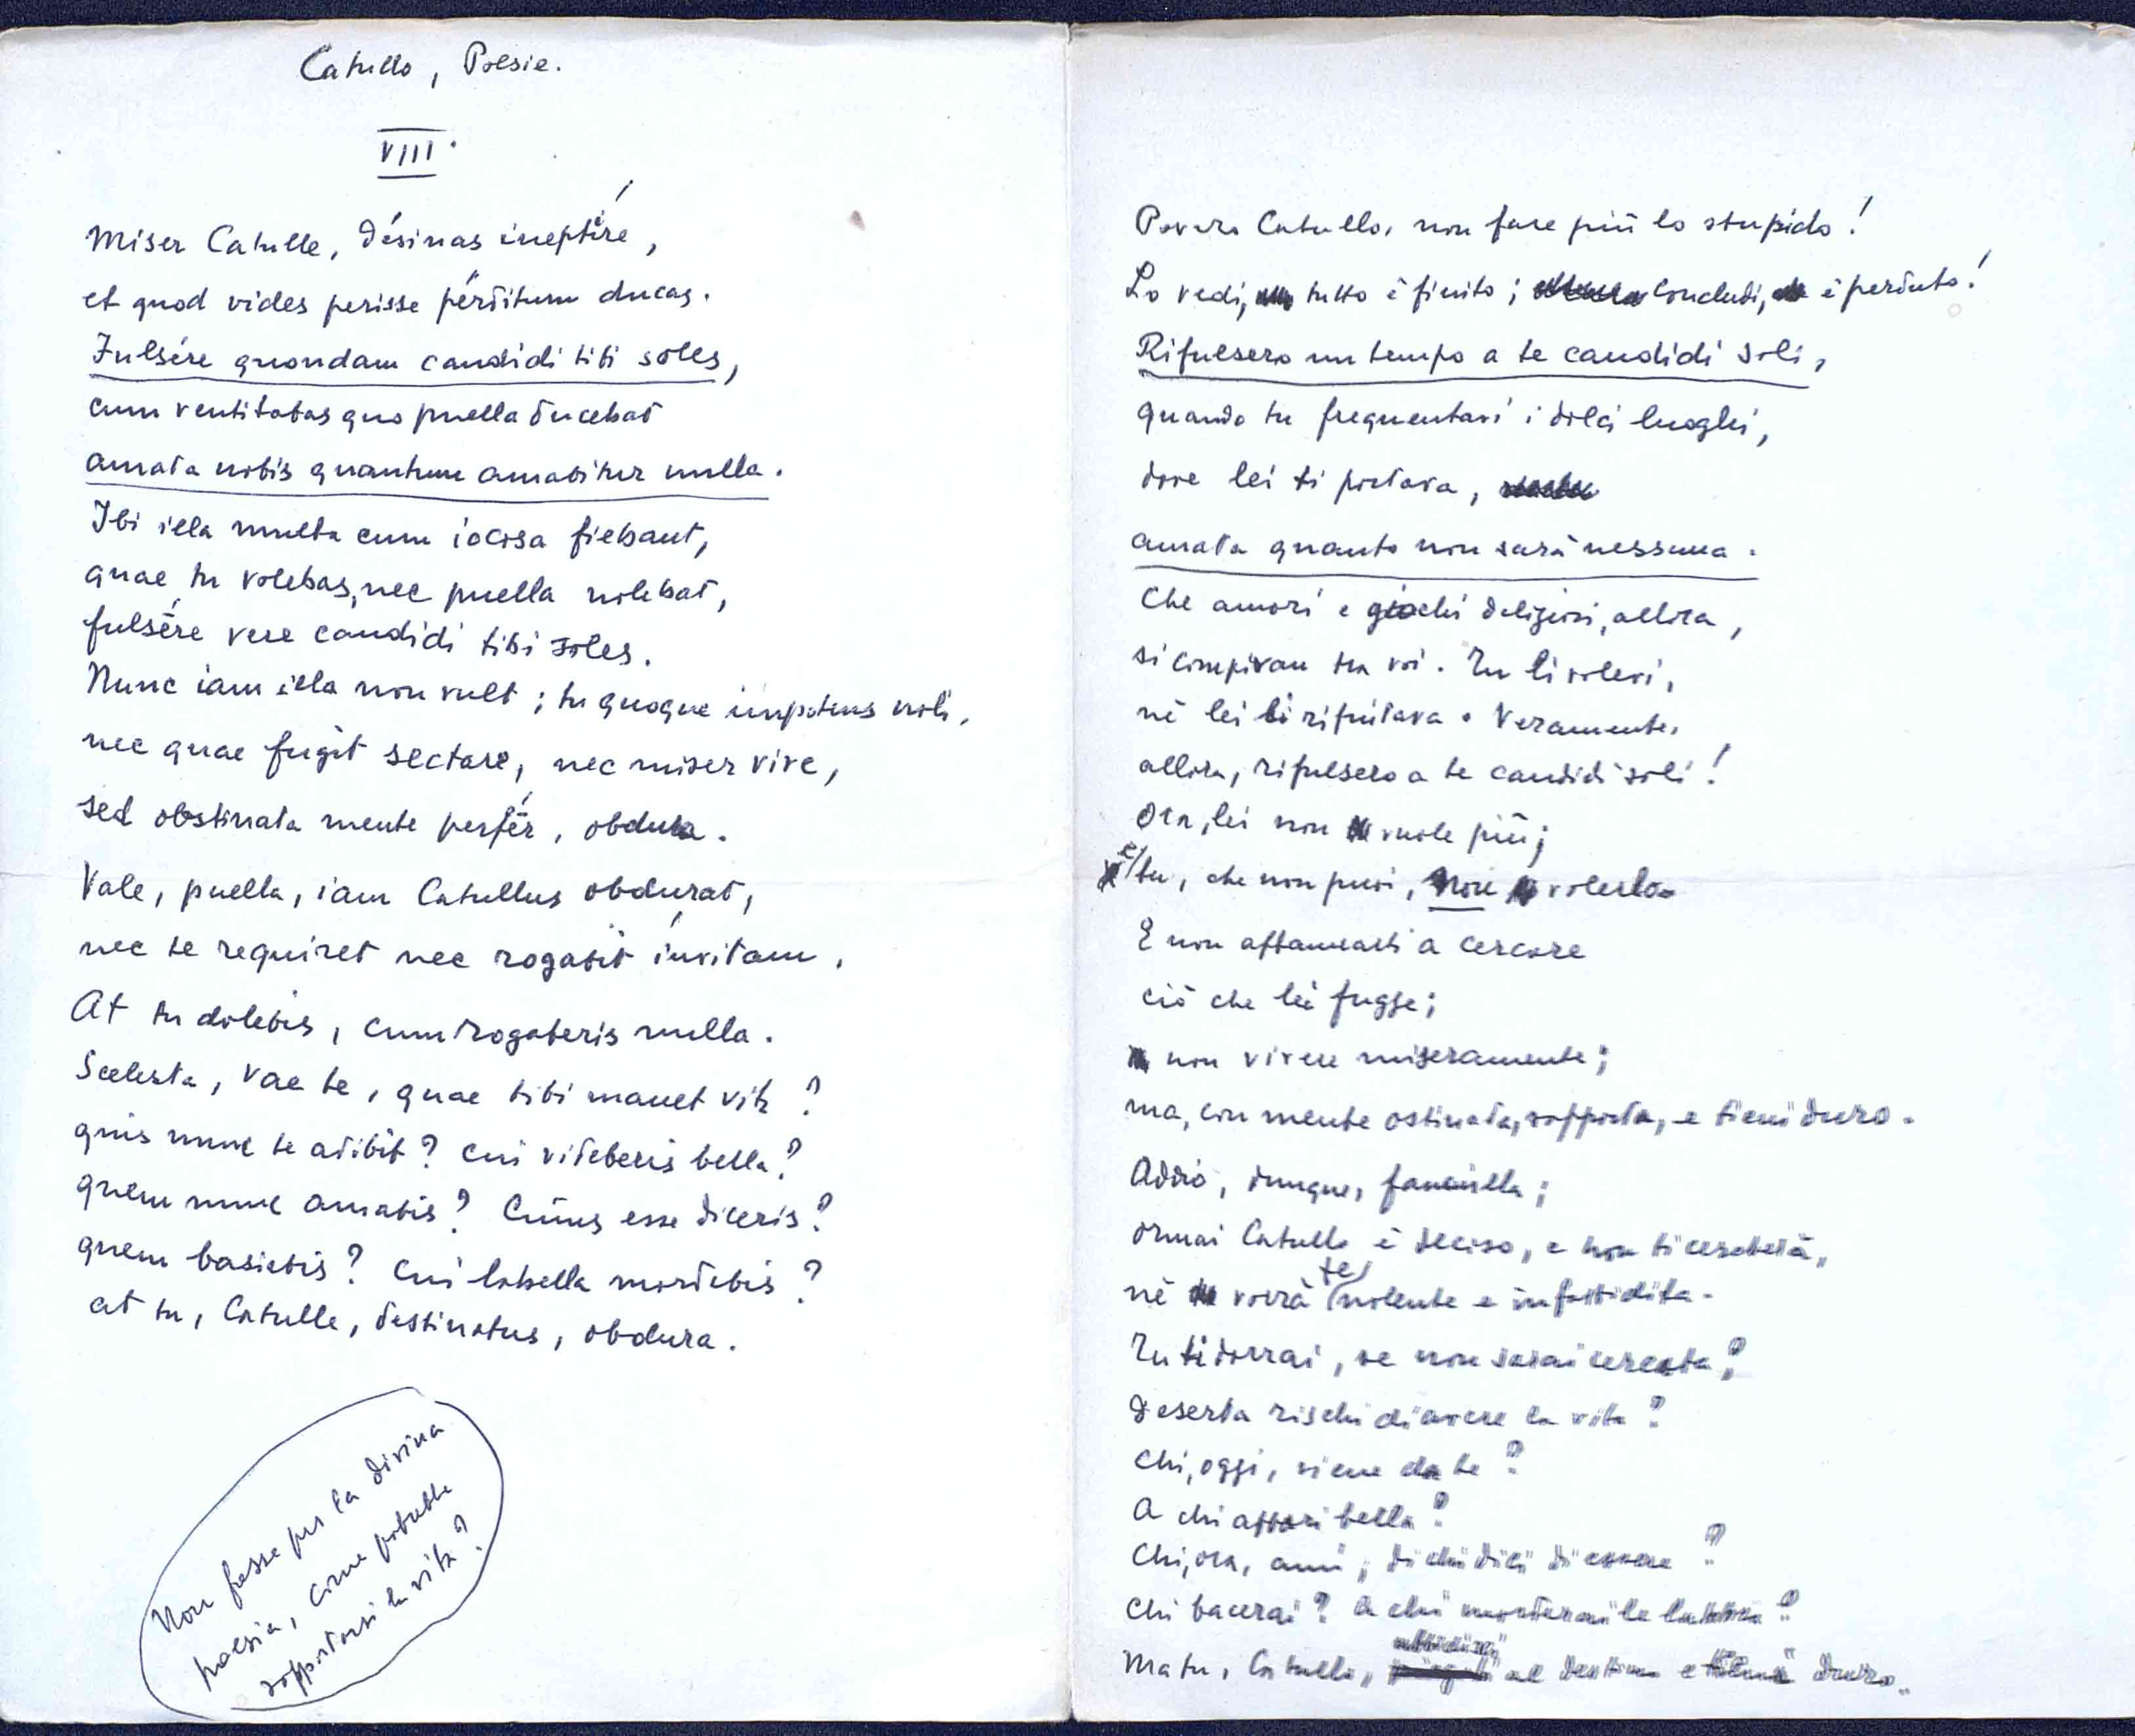 Catullo, Poesie.
VIII.
Miser Catulle, désinas ineptíre,
et quod vides perisse pérditum ducas.
Fulsére quondam candidi tibi soles,
cum ventitabas quo puella ducebat
amata nobis quantum amabitur nulla.
Ibi illa multa cum iocosa fiebant,
quae tu volebas, nec puella nolebat,
fulsére vere candidi tibi soles.
Nunc iam illa non vult; tu quoque impotens noli,
nec quae fugit sectare, nec miser vive,
sed obstinata mente perfér, obdura.
Vale, puella, iam Catullus obdurat,
nec te requiret nec rogabit invitam.
At tu dolebis, cum rogaberis nulla.
Scelesta, vae te, quae tibi manet vita?
quis nunc te adibit? cui videberis bella?
quem nunc amabis? Cuius esse diceris?
quem basiabis? Cui labella mordebis?
at tu, Catulle, destinatus, obdura.
Non fosse per la divina
poesia, come potrebbe
sopportarsi la vita?
Povero Catullo, non fare più lo stupido!
Lo vedi, tutto è finito; concludi, è perduto!
Rifulsero un tempo a te candidi soli,
quando tu frequentavi i dolci luoghi,
dove lei ti portava,
amata quanto non sarà nessuna.
Che amori e giochi deliziosi, allora,
si compivan tra voi. Tu li volevi,
né lei li rifiutava. Veramente,
allora, rifulsero a te candidi soli!
Ora, lei non vuole più;
e tu, che non puoi, non volerlo.
E non affannarti a cercare
ciò che lei fugge;
non vivere miseramente;
ma, con mente ostinata, sopporta, e tieni duro.
Addio, dunque, fanciulla;
ormai Catullo è deciso, e non ti cercherà,
né vorrà te nolente e infastidita.
Tu ti dorrai, se non sarai cercata?
Deserta rischi di avere la vita?
Chi, oggi, viene da te?
A chi appari bella?
Chi, ora, ami, di chi dici di essere?
Chi bacerai? A chi morderai le labbra?
Ma tu, Catullo, al destino e tieni duro.